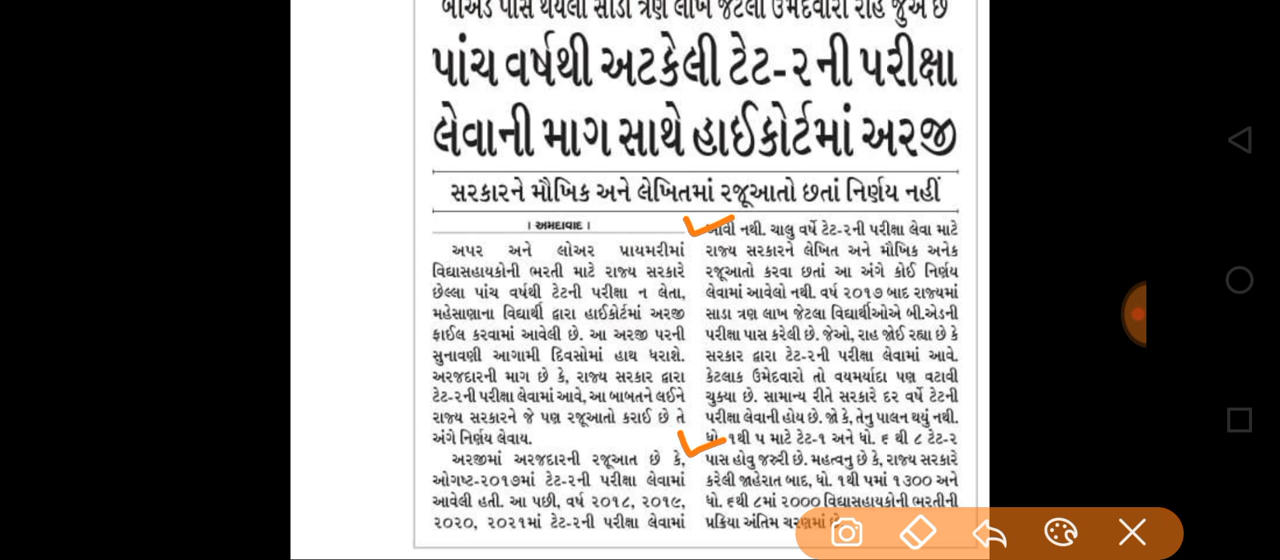 બીએડ પાસ થયેલા સાડા ત્રણ લાખ જેટલા ઉમેદવારો રાહ જુએ છે
પાંચ વર્ષથી અટકેલી ટેટ-૨ ની પરીક્ષા
લેવાની માગ સાથે હાઈકોર્ટમાં અરજી
સરકારને મૌખિક અને લેખિતમાં રજૂઆતો છતાં નિર્ણય નહીં
। અમદાવાદ ।
અપર અને લોઅર પ્રાયમરીમાં
વિદ્યાસહાયકોની ભરતી માટે રાજ્ય સરકારે
છેલ્લા પાંચ વર્ષથી ટેટની પરીક્ષા ન લેતા,
મહેસાણાના વિદ્યાર્થી દ્વારા હાઈકોર્ટમાં અરજી
ફાઈલ કરવામાં આવેલી છે. આ અરજી પરની
સુનાવણી આગામી દિવસોમાં હાથ ધરાશે.
અરજદારની માગ છે કે, રાજ્ય સરકાર દ્વારા
ટેટ-૨ની પરીક્ષા લેવામાં આવે, આ બાબતને લઈને
રાજ્ય સરકારને જે પણ રજૂઆતો કરાઈ છે તે
અંગે નિર્ણય લેવાય.
અરજીમાં અરજદારની રજૂઆત છે કે,
ઓગષ્ટ-૨૦૧૭માં ટેટ-૨ની પરીક્ષા લેવામાં
આવેલી હતી. આ પછી, વર્ષ ૨૦૧૮, ૨૦૧૯,
૨૦૨૦, ૨૦૨૧માં ટેટ-૨ની પરીક્ષા લેવામાં
આવી નથી. ચાલુ વર્ષે ટેટ-૨ની પરીક્ષા લેવા માટે
રાજ્ય સરકારને લેખિત અને મૌખિક અનેક
રજૂઆતો કરવા છતાં આ અંગે કોઈ નિર્ણય
લેવામાં આવેલો નથી. વર્ષ ૨૦૧૭ બાદ રાજ્યમાં
સાડા ત્રણ લાખ જેટલા વિદ્યાર્થીઓએ બી.એડની
પરીક્ષા પાસ કરેલી છે. જેઓ, રાહ જોઈ રહ્યા છે કે
સરકાર દ્વારા ટેટ-૨ની પરીક્ષા લેવામાં આવે.
કેટલાક ઉમેદવારો તો વયમર્યાદા પણ વટાવી
ચુક્યા છે. સામાન્ય રીતે સરકારે દર વર્ષે ટેટની
પરીક્ષા લેવાની હોય છે. જો કે, તેનુ પાલન થયું નથી.
ધો. ૧થી ૫ માટે ટેટ-૧ અને ધો. ૬ થી ૮ ટેટ-૨
પાસ હોવુ જરુરી છે. મહત્વનુ છે કે, રાજ્ય સરકારે
કરેલી જાહેરાત બાદ, ધો. ૧થી ૫માં ૧૩૦૦ અને
ધો. ૬થી ૮માં ૨૦૦૦ વિદ્યાસહાયકોની ભરતીની
પ્રક્રિયા અંતિમ ચરણમાં છે.